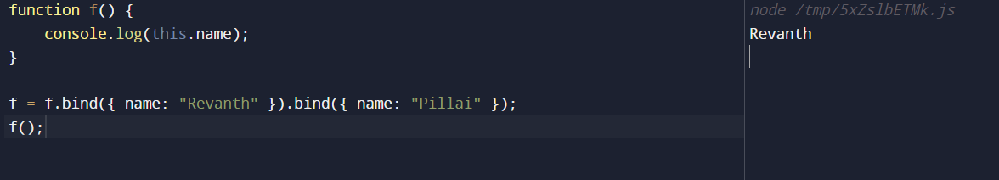 function f() {
    console.log(this.name);
}
f = f.bind({ name: "Revanth" }).bind({ name: "Pillai" });
f();
node /tmp/5xZslbETMk.js
Revanth